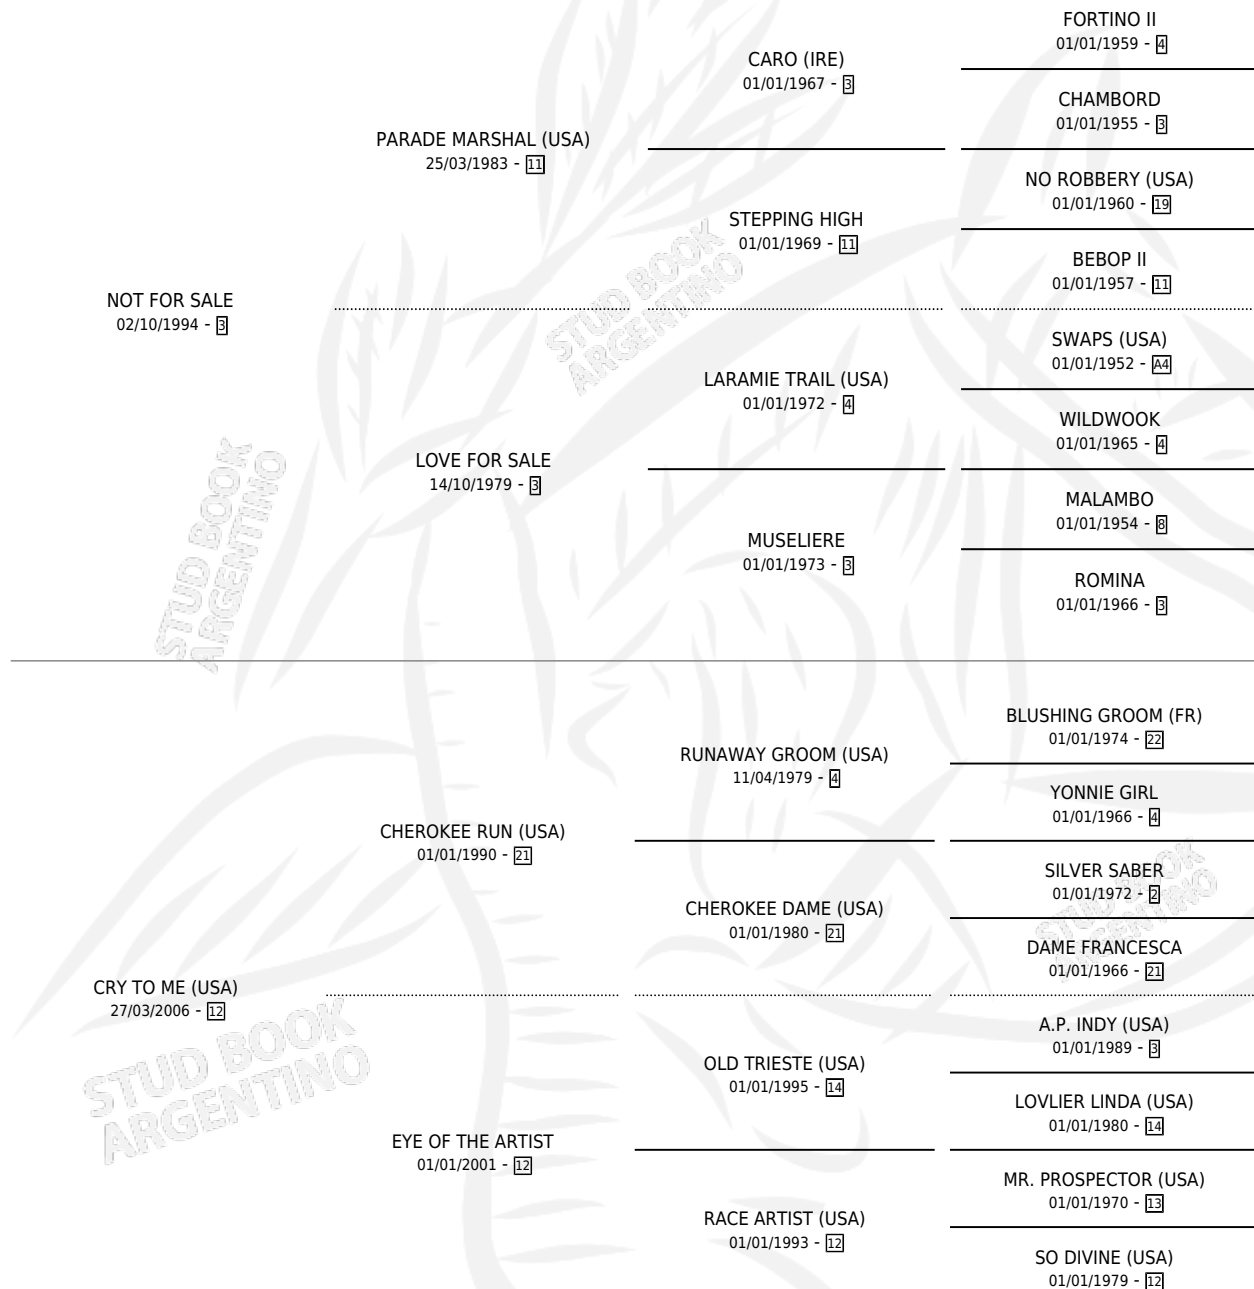 FORTINO II
01/01/1959 - 4
CARO (IRE)
01/01/1967 - 3
CHAMBORD
01/01/1955 - 3
PARADE MARSHAL (USA)
25/03/1983 - 11
NO ROBBERY (USA)
01/01/1960 - 19
STEPPING HIGH
01/01/1969 - 11
BEBOP II
01/01/1957 - 11
NOT FOR SALE
02/10/1994 - 3
STUD BOOK
ARGENTINO
SWAPS (USA)
01/01/1952 - A4
LARAMIE TRAIL (USA)
01/01/1972 - 4
WILDWOOK
01/01/1965 - 4
LOVE FOR SALE
14/10/1979 - 3
MALAMBO
01/01/1954 - 8
MUSELIERE
01/01/1973 - 3
ROMINA
01/01/1966 - 3
STUD BOOK
ARGENTINO
BLUSHING GROOM (FR)
01/01/1974 - 22
RUNAWAY GROOM (USA)
11/04/1979 - 4
YONNIE GIRL
01/01/1966 - 4
CHEROKEE RUN (USA)
01/01/1990 - 21
SILVER SABER
01/01/1972 - 2
CHEROKEE DAME (USA)
01/01/1980 - 21
DAME FRANCESCA
01/01/1966 - 21
STUD BOOK
ARGENTINO
CRY TO ME (USA)
27/03/2006 - 12
A.P. INDY (USA)
01/01/1989 - 3
OLD TRIESTE (USA)
01/01/1995 - 14
LOVLIER LINDA (USA)
01/01/1980 - 14
STUD BOOK
ARGENTINO
EYE OF THE ARTIST
01/01/2001 - 12
MR. PROSPECTOR (USA)
01/01/1970 - 13
RACE ARTIST (USA)
01/01/1993 - 12
SO DIVINE (USA)
01/01/1979 - 12